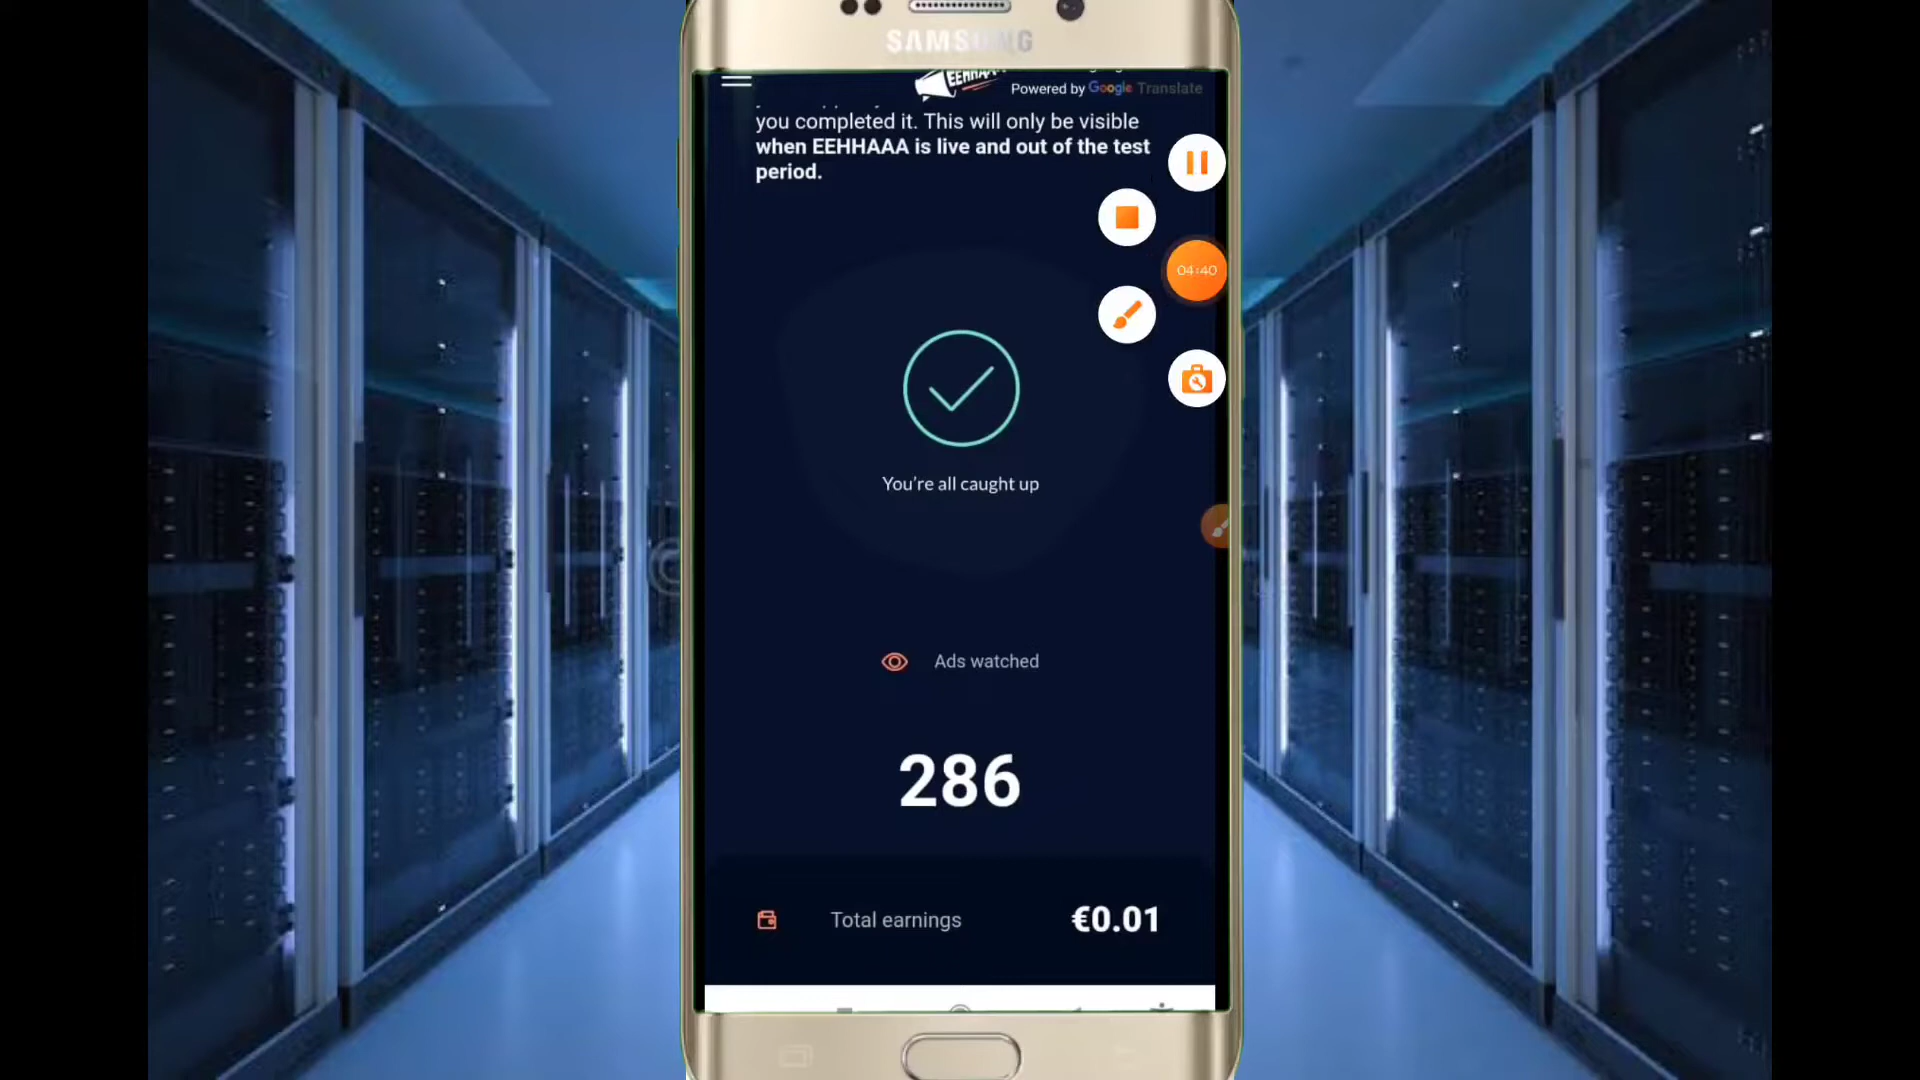 SAMSUNG
EEHHAAA
Powered by Google Translate
you completed it. This will only be visible
when EEHHAAA is live and out of the test
period.
04:40
You're all caught up
Ads watched
286
Total earnings
€0.01